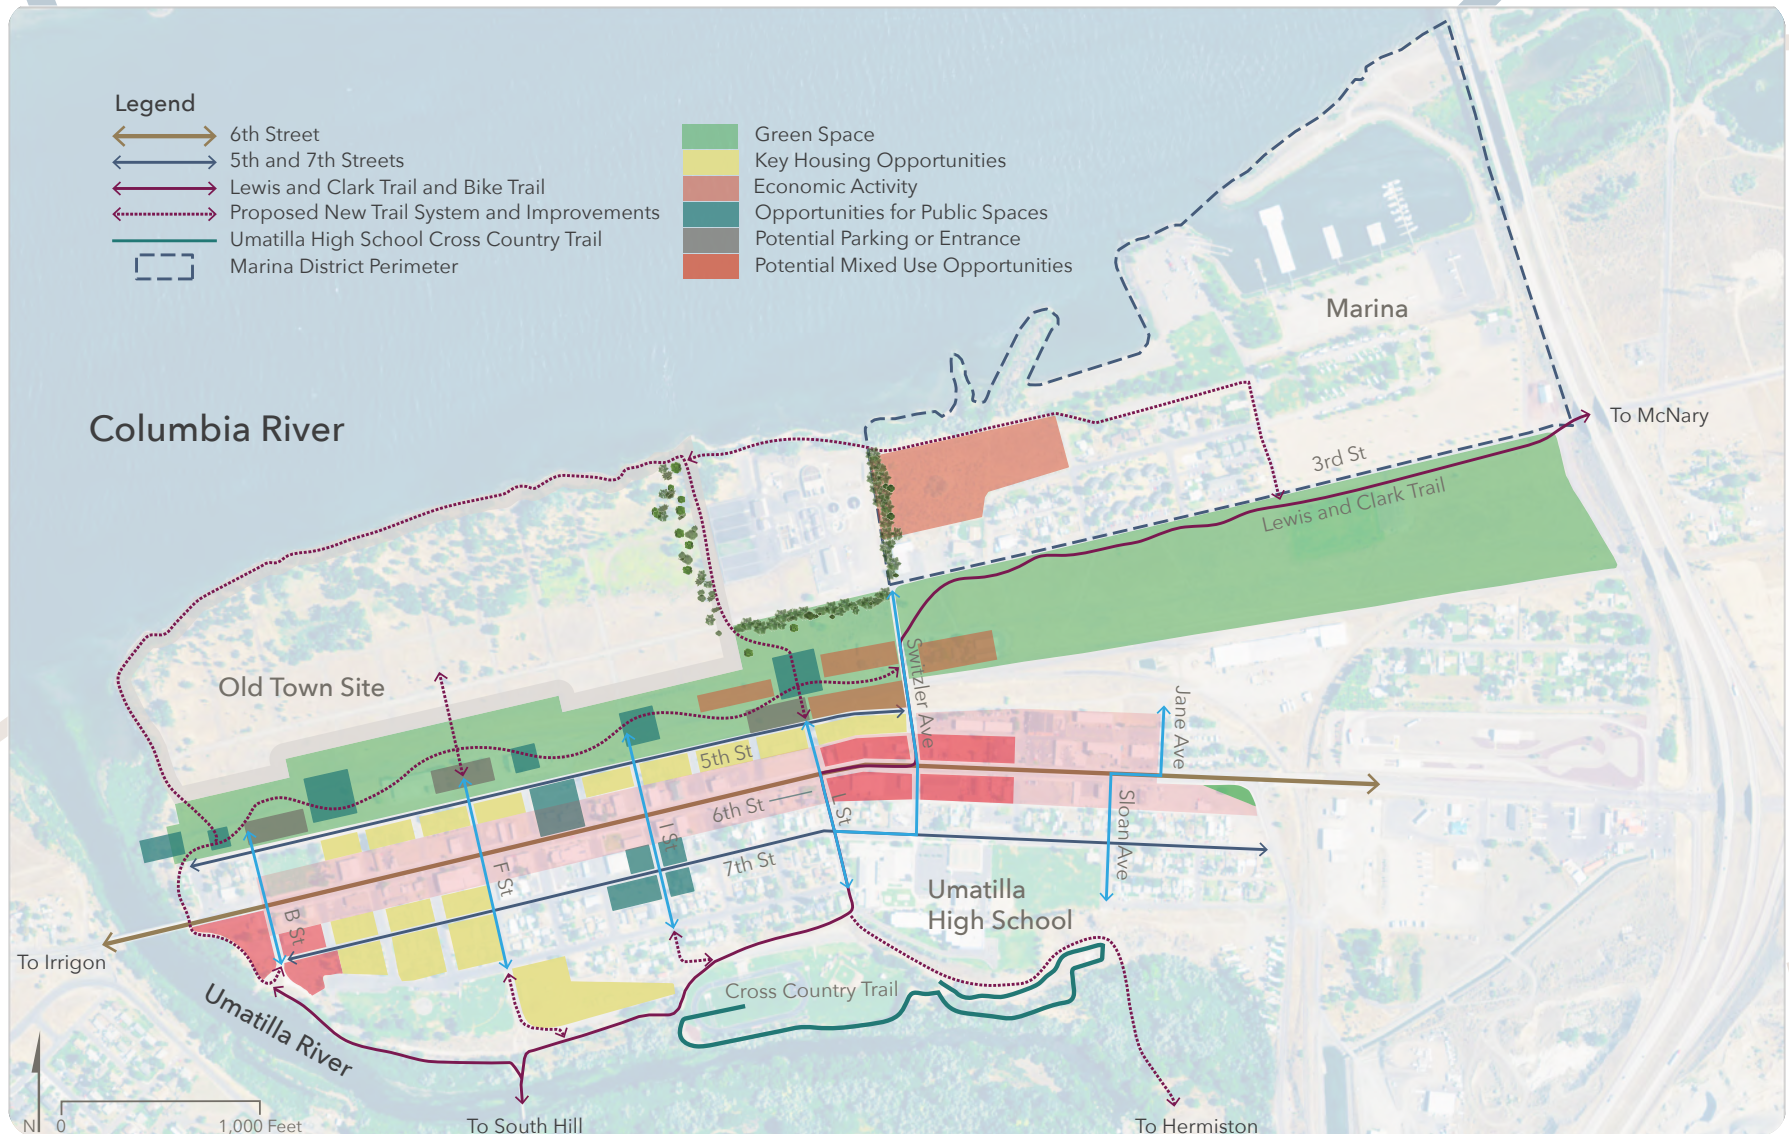 Legend
6th Street
5th and 7th Streets
Lewis and Clark Trail and Bike Trail
Proposed New Trail System and Improvements
Umatilla High School Cross Country Trail
Marina District Perimeter
Green Space
Key Housing Opportunities
Economic Activity
Opportunities for Public Spaces
Potential Parking or Entrance
Potential Mixed Use Opportunities
Marina
Columbia River
To McNary
3rd St
Lewis and Clark Trail
Old Town Site
Switzler Ave
Jane Ave
5th St
6th St
L St
I St
Sloan Ave
7th St
F St
Umatilla
High School
B St
To Irrigon
Cross Country Trail
Umatilla River
N
0
1,000 Feet
To South Hill
To Hermiston